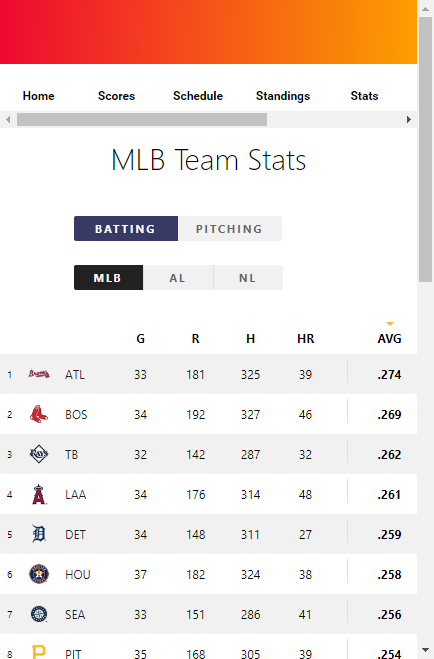 Home Scores Schedule Standings Stats
MLB Team Stats
BATTING PITCHING
MLB AL NL
G R H HR AVG
1 ATL 33 181 325 39 .274
2 BOS 34 192 327 46 .269
3 TB 32 142 287 32 .262
4 LAA 34 176 314 48 .261
5 DET 34 148 311 27 .259
6 HOU 37 182 324 38 .258
7 SEA 33 151 286 41 .256
8 PIT 35 168 305 39 .254